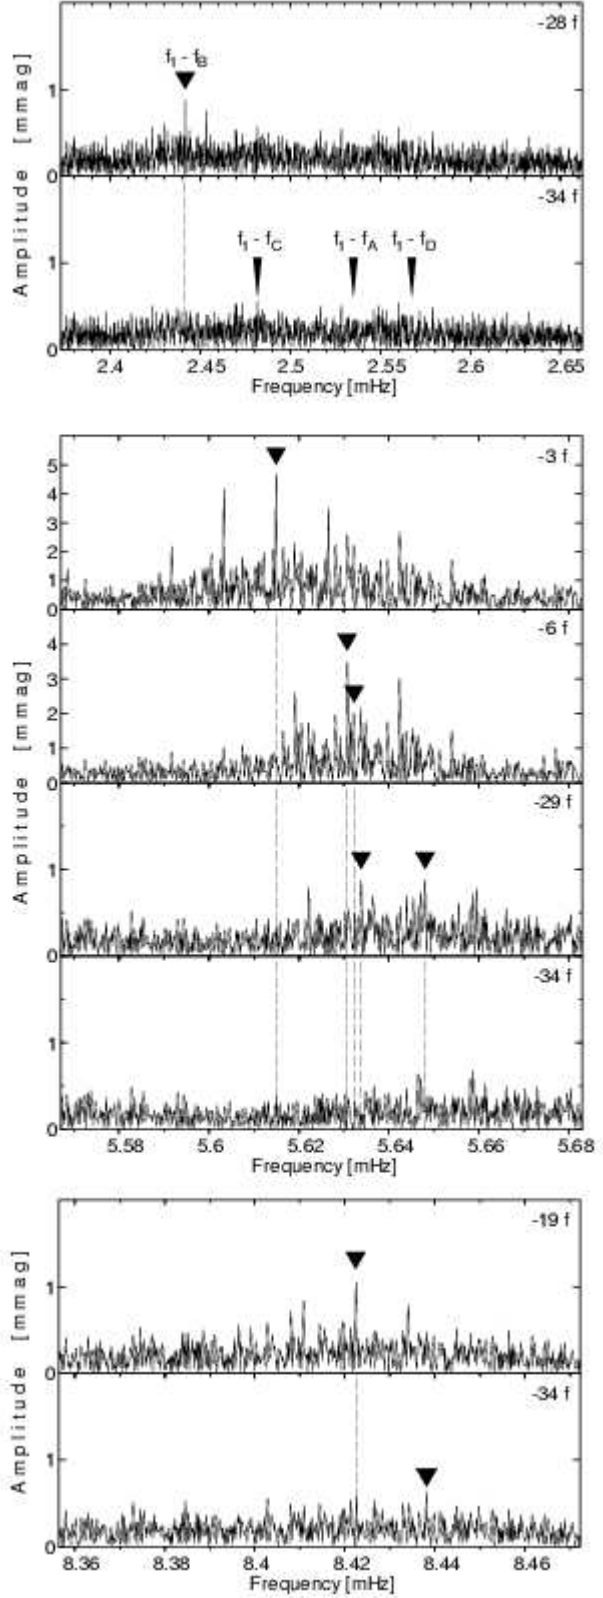 -28 f
f1 - fB
1
0
-34 f
f1 - fC f1 - fA f1 - fD
1
0
Amplitude [mmag]
2.4 2.45 2.5 2.55 2.6 2.65
Frequency [mHz]
-3 f
5
4
3
2
1
0
-6 f
4
3
2
1
0
Amplitude [mmag]
-29 f
1
0
-34 f
1
0
5.58 5.6 5.62 5.64 5.66 5.68
Frequency [mHz]
-19 f
1
0
Amplitude [mmag]
-34 f
1
0
8.36 8.38 8.4 8.42 8.44 8.46
Frequency [mHz]